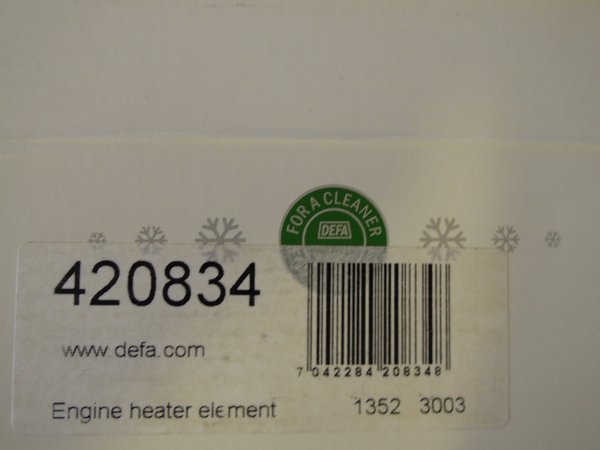 FOR A CLEANER
DEFA
420834
www.defa.com
7 042284 208348
Engine heater element
1352 3003